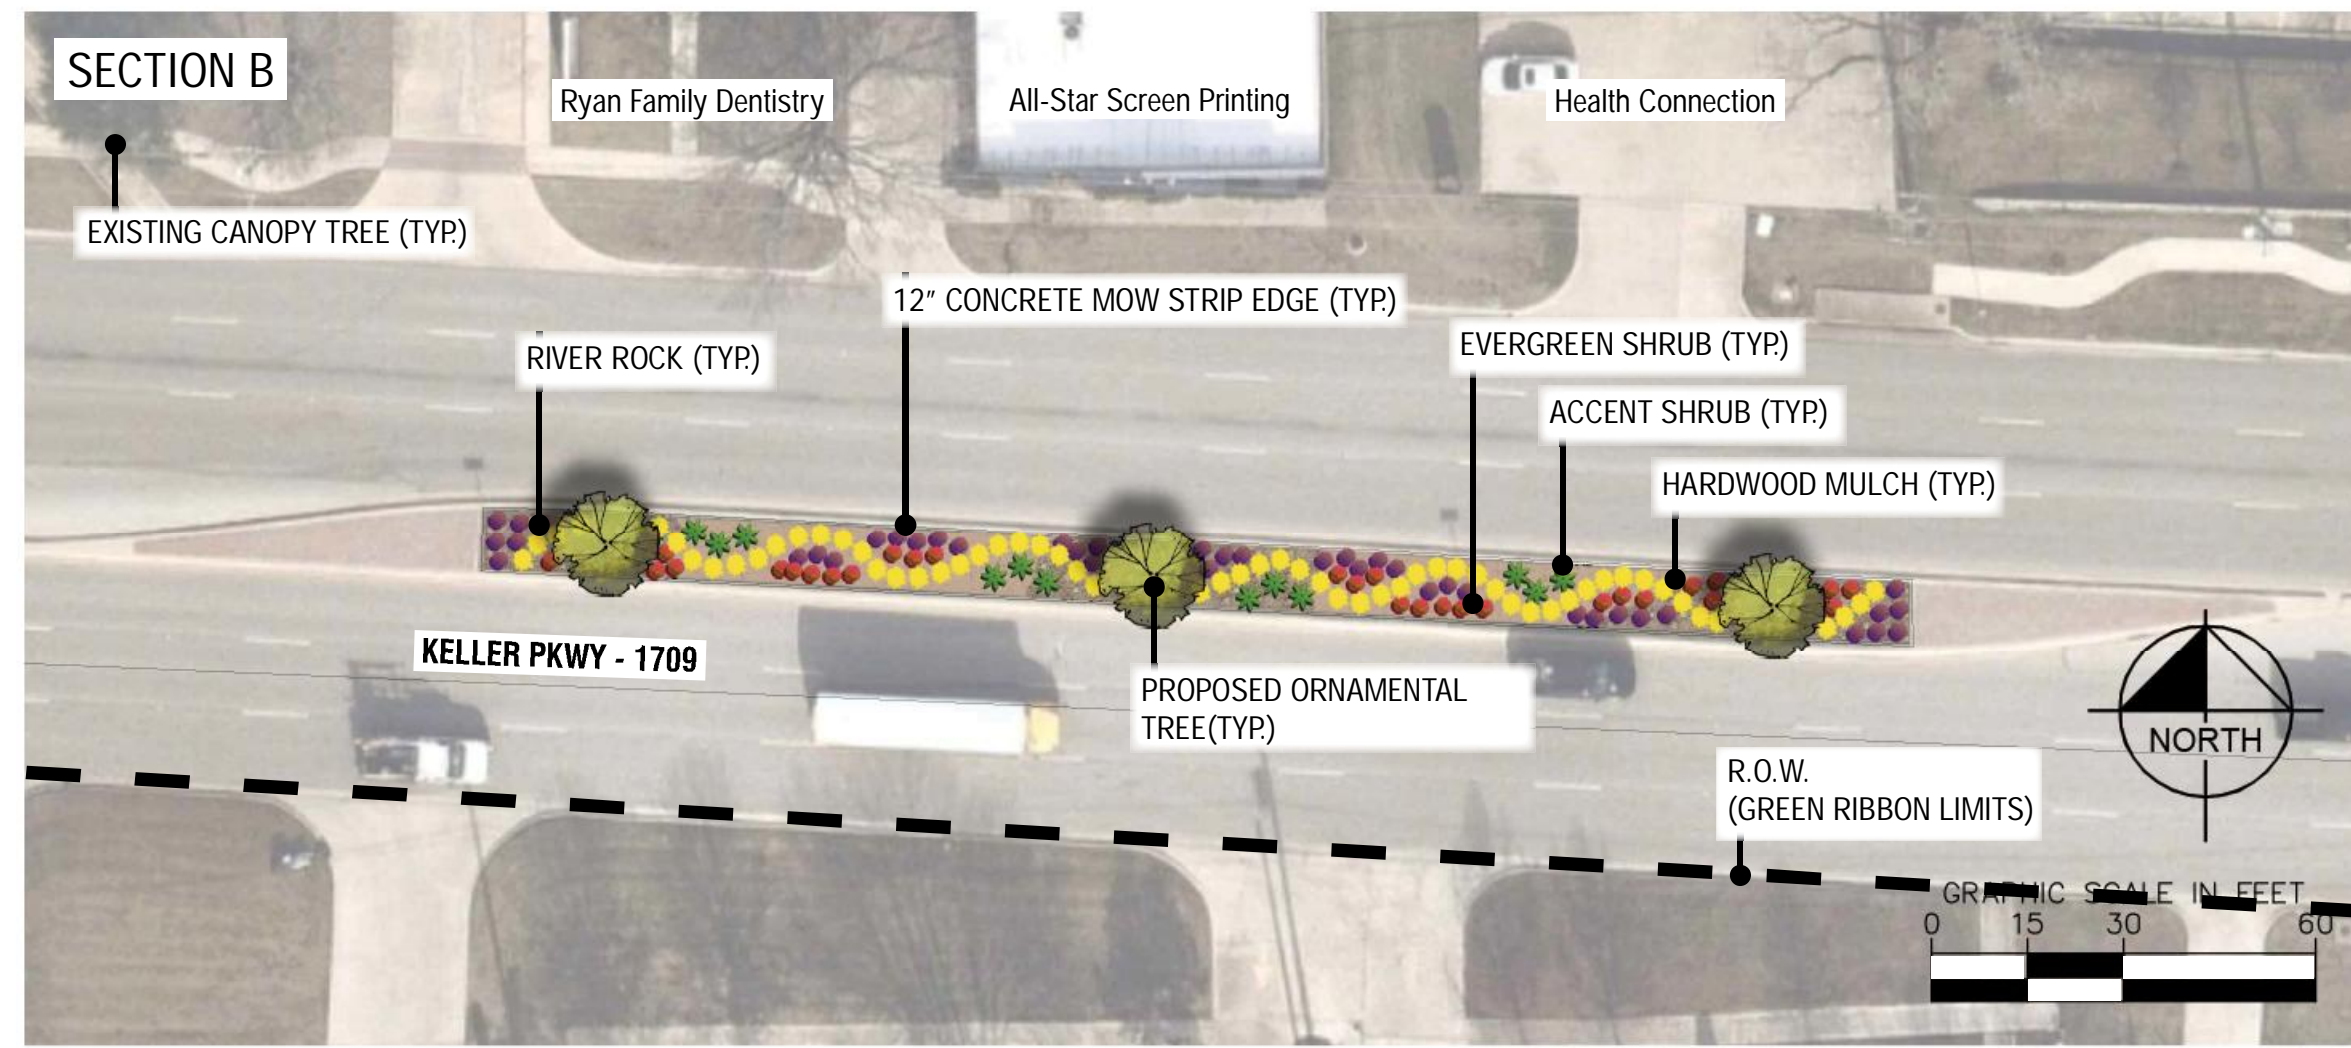 SECTION B
Ryan Family Dentistry
All-Star Screen Printing
Health Connection
EXISTING CANOPY TREE (TYP.)
12" CONCRETE MOW STRIP EDGE (TYP.)
RIVER ROCK (TYP.)
EVERGREEN SHRUB (TYP.)
ACCENT SHRUB (TYP.)
HARDWOOD MULCH (TYP.)
KELLER PKWY - 1709
PROPOSED ORNAMENTAL
TREE(TYP.)
NORTH
R.O.W.
(GREEN RIBBON LIMITS)
GRAPHIC SCALE IN FEET
0 15 30 60